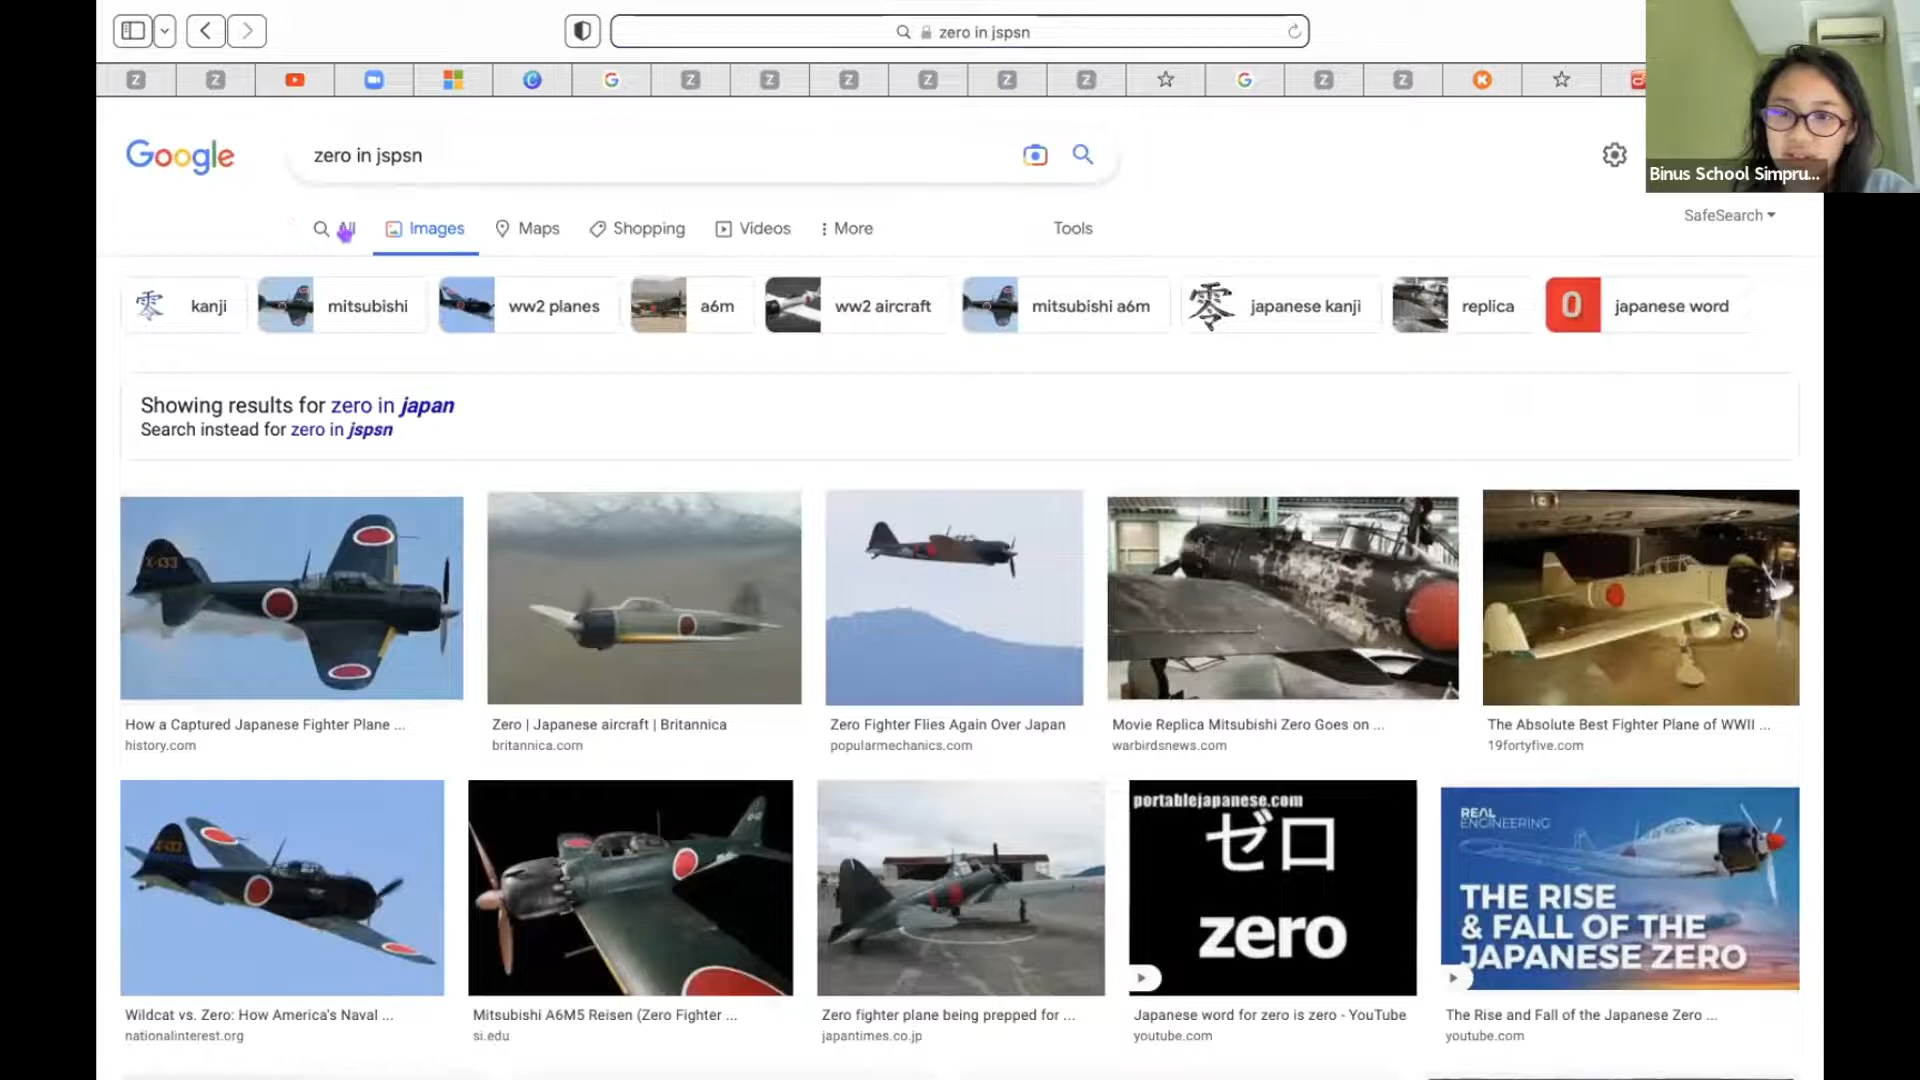 zero in jspsn
Google
zero in jspsn
All
Images
Maps
Shopping
Videos
More
Tools
SafeSearch
Binus School Simpru...
零
kanji
mitsubishi
ww2 planes
a6m
ww2 aircraft
mitsubishi a6m
零
japanese kanji
replica
0
japanese word
Showing results for zero in japan
Search instead for zero in jspsn
How a Captured Japanese Fighter Plane ...
history.com
Zero | Japanese aircraft | Britannica
britannica.com
Zero Fighter Flies Again Over Japan
popularmechanics.com
Movie Replica Mitsubishi Zero Goes on ...
warbirdsnews.com
The Absolute Best Fighter Plane of WWII ...
19fortyfive.com
portablejapanese.com
ゼロ
zero
REAL
ENGINEERING
THE RISE
& FALL OF THE
JAPANESE ZERO
Wildcat vs. Zero: How America's Naval ...
nationalinterest.org
Mitsubishi A6M5 Reisen (Zero Fighter ...
si.edu
Zero fighter plane being prepped for ...
japantimes.co.jp
Japanese word for zero is zero - YouTube
youtube.com
The Rise and Fall of the Japanese Zero ...
youtube.com